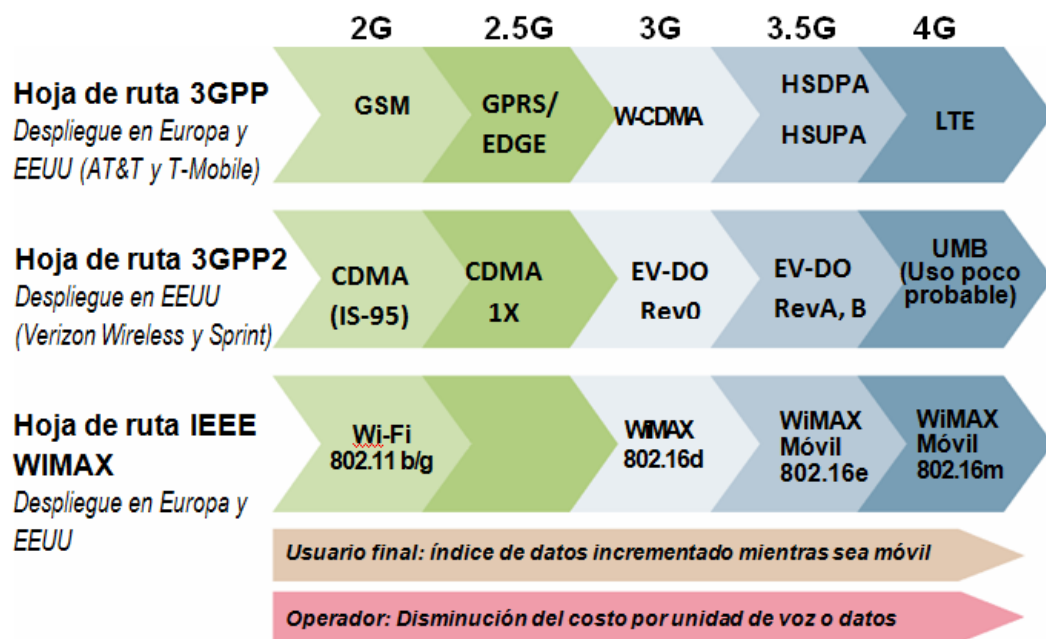 2G 2.5G 3G 3.5G 4G
Hoja de ruta 3GPP
Despliegue en Europa y
EEUU (AT&T y T-Mobile)
GSM
GPRS/
EDGE
W-CDMA
HSDPA
HSUPA
LTE
Hoja de ruta 3GPP2
Despliegue en EEUU
(Verizon Wireless y Sprint)
CDMA
(IS-95)
CDMA
1X
EV-DO
Rev0
EV-DO
RevA, B
UMB
(Uso poco
probable)
Hoja de ruta IEEE
WIMAX
Despliegue en Europa y
EEUU
Wi-Fi
802.11 b/g
WiMAX
802.16d
WiMAX
Móvil
802.16e
WiMAX
Móvil
802.16m
Usuario final: índice de datos incrementado mientras sea móvil
Operador: Disminución del costo por unidad de voz o datos